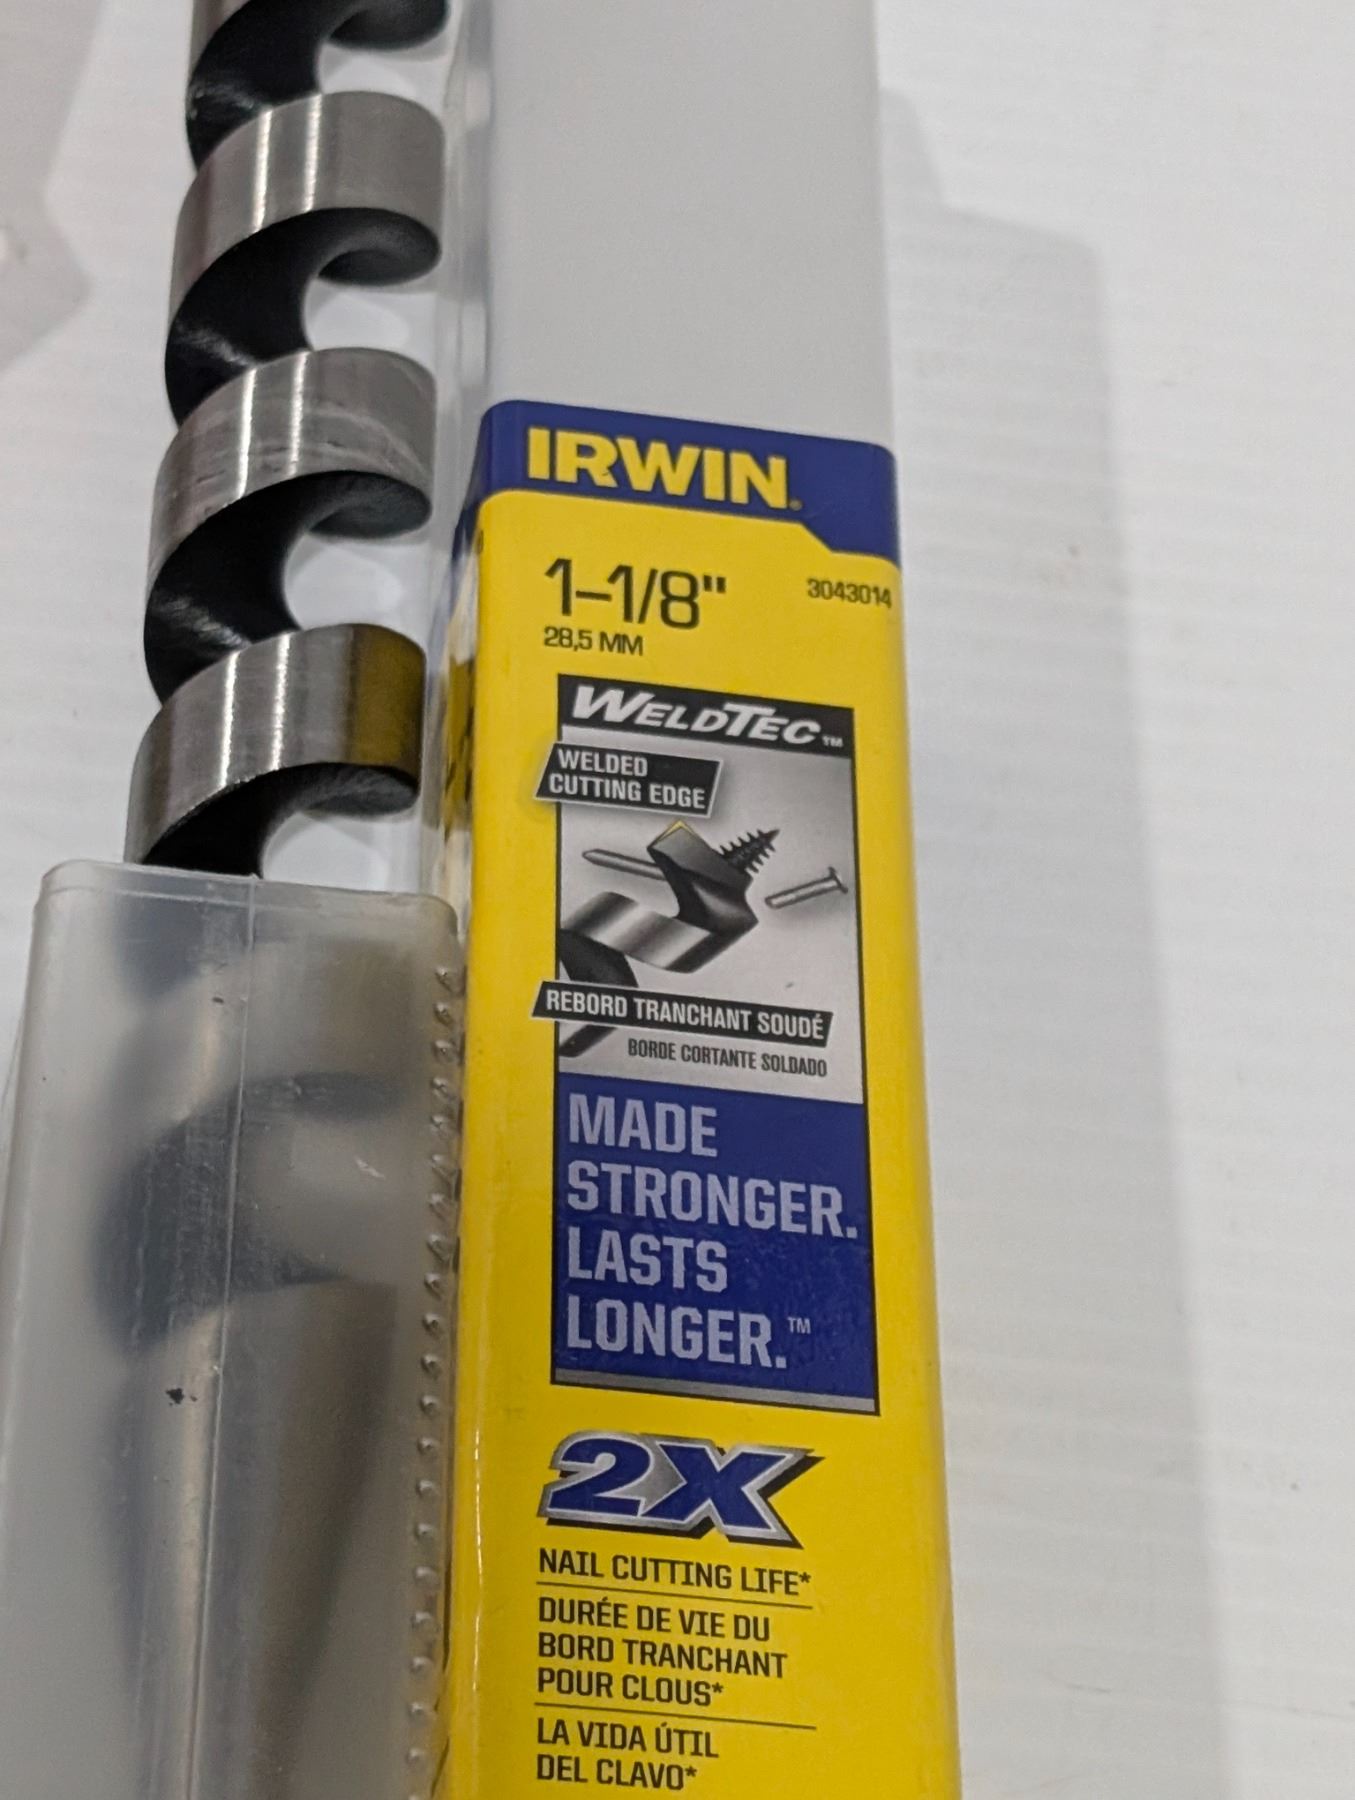 IRWIN®
1-1/8"
3043014
28,5 MM
WELDTEC™
WELDED
CUTTING EDGE
REBORD TRANCHANT SOUDÉ
BORDE CORTANTE SOLDADO
MADE
STRONGER.
LASTS
LONGER.™
2X
NAIL CUTTING LIFE*
DURÉE DE VIE DU
BORD TRANCHANT
POUR CLOUS*
LA VIDA ÚTIL
DEL CLAVO*